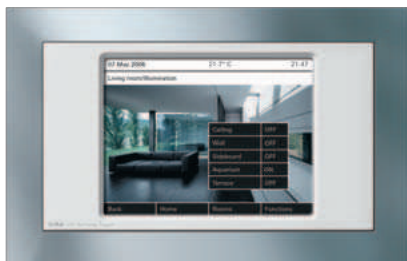 07 Mar 2006 21.7°C 21:47
Living room/Illumination
Ceiling OFF
Wall OFF
Sideboard OFF
Aquarium ON
Terrace OFF
Back Home Rooms Functions